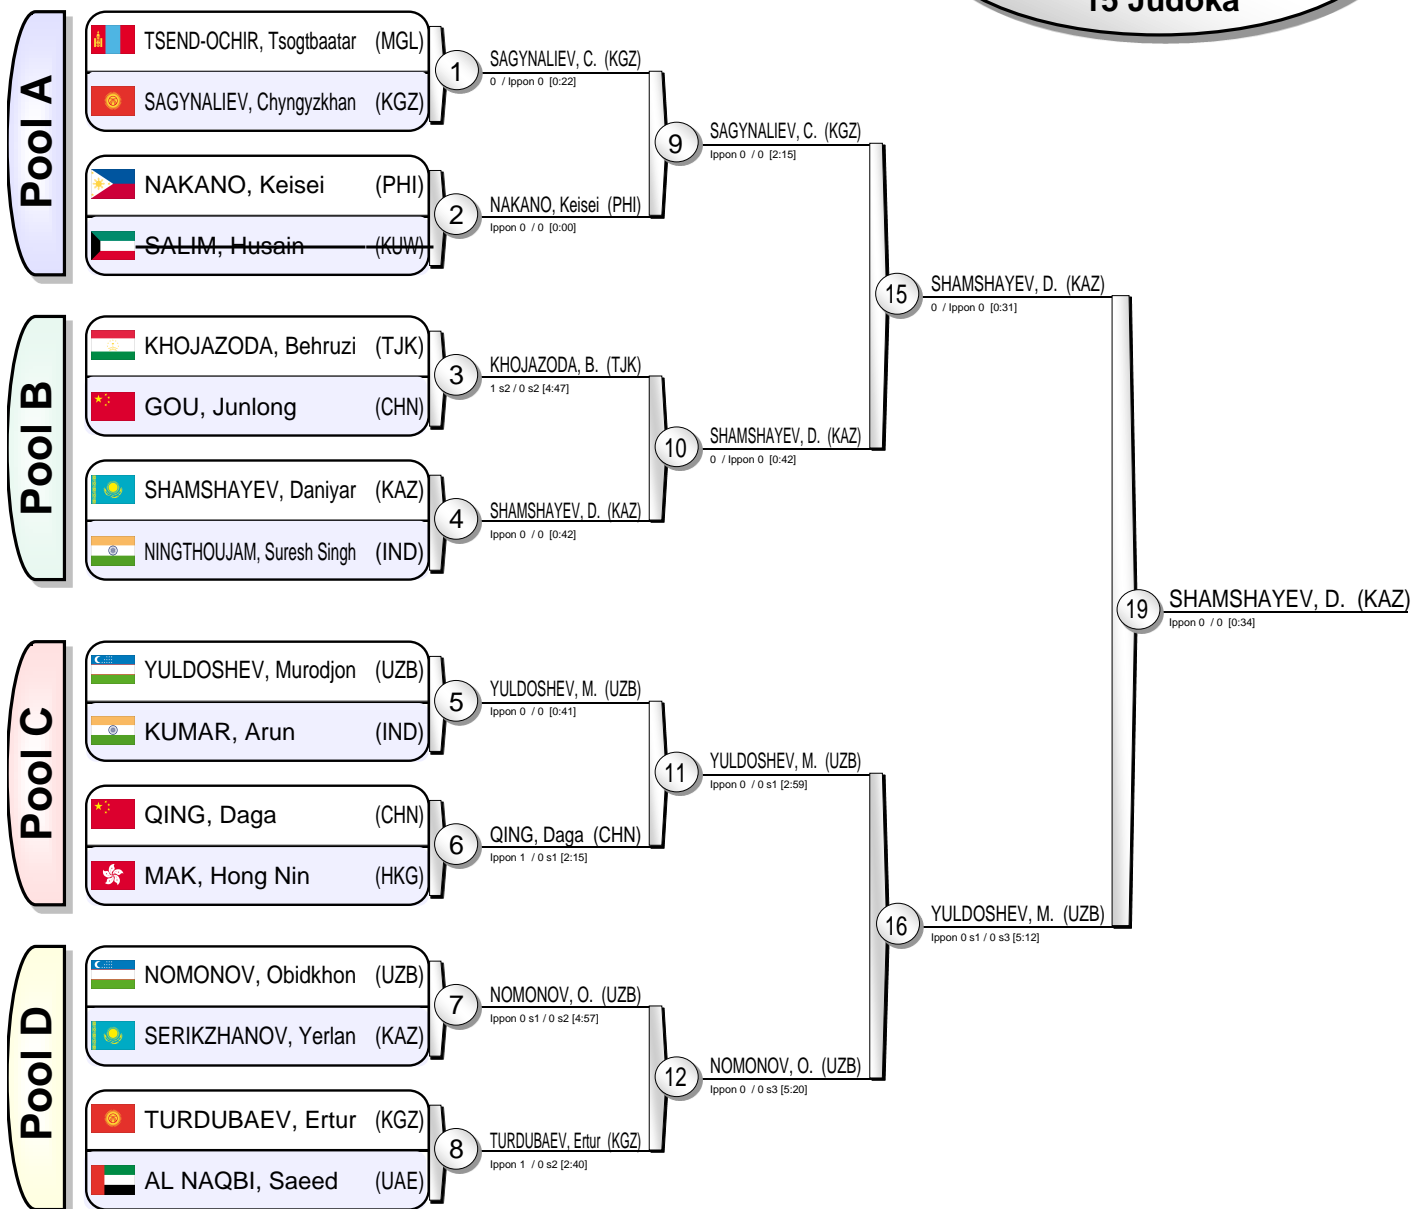 15 Judoka
Pool A
TSEND-OCHIR, Tsogtbaatar (MGL)
SAGYNALIEV, Chyngyzkhan (KGZ)
1
SAGYNALIEV, C. (KGZ)
0 / Ippon 0 [0:22]
NAKANO, Keisei (PHI)
SALIM, Husain (KUW)
2
NAKANO, Keisei (PHI)
Ippon 0 / 0 [0:00]
9
SAGYNALIEV, C. (KGZ)
Ippon 0 / 0 [2:15]
Pool B
KHOJAZODA, Behruzi (TJK)
GOU, Junlong (CHN)
3
KHOJAZODA, B. (TJK)
1 s2 / 0 s2 [4:47]
SHAMSHAYEV, Daniyar (KAZ)
NINGTHOUJAM, Suresh Singh (IND)
4
SHAMSHAYEV, D. (KAZ)
Ippon 0 / 0 [0:42]
10
SHAMSHAYEV, D. (KAZ)
0 / Ippon 0 [0:42]
15
SHAMSHAYEV, D. (KAZ)
0 / Ippon 0 [0:31]
Pool C
YULDOSHEV, Murodjon (UZB)
KUMAR, Arun (IND)
5
YULDOSHEV, M. (UZB)
Ippon 0 / 0 [0:41]
QING, Daga (CHN)
MAK, Hong Nin (HKG)
6
QING, Daga (CHN)
Ippon 1 / 0 s1 [2:15]
11
YULDOSHEV, M. (UZB)
Ippon 0 / 0 s1 [2:59]
Pool D
NOMONOV, Obidkhon (UZB)
SERIKZHANOV, Yerlan (KAZ)
7
NOMONOV, O. (UZB)
Ippon 0 s1 / 0 s2 [4:57]
TURDUBAEV, Ertur (KGZ)
AL NAQBI, Saeed (UAE)
8
TURDUBAEV, Ertur (KGZ)
Ippon 1 / 0 s2 [2:40]
12
NOMONOV, O. (UZB)
Ippon 0 / 0 s3 [5:20]
16
YULDOSHEV, M. (UZB)
Ippon 0 s1 / 0 s3 [5:12]
19
SHAMSHAYEV, D. (KAZ)
Ippon 0 / 0 [0:34]